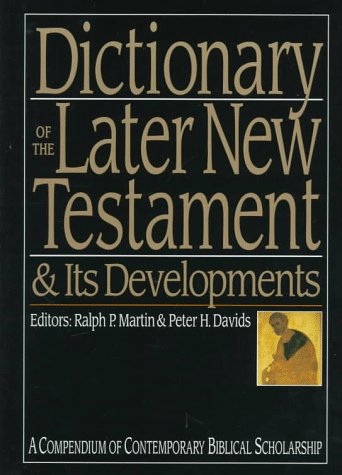 Dictionary
OF THE Later New
Testament
& Its Developments
Editors: Ralph P. Martin & Peter H. Davids
A COMPENDIUM OF CONTEMPORARY BIBLICAL SCHOLARSHIP